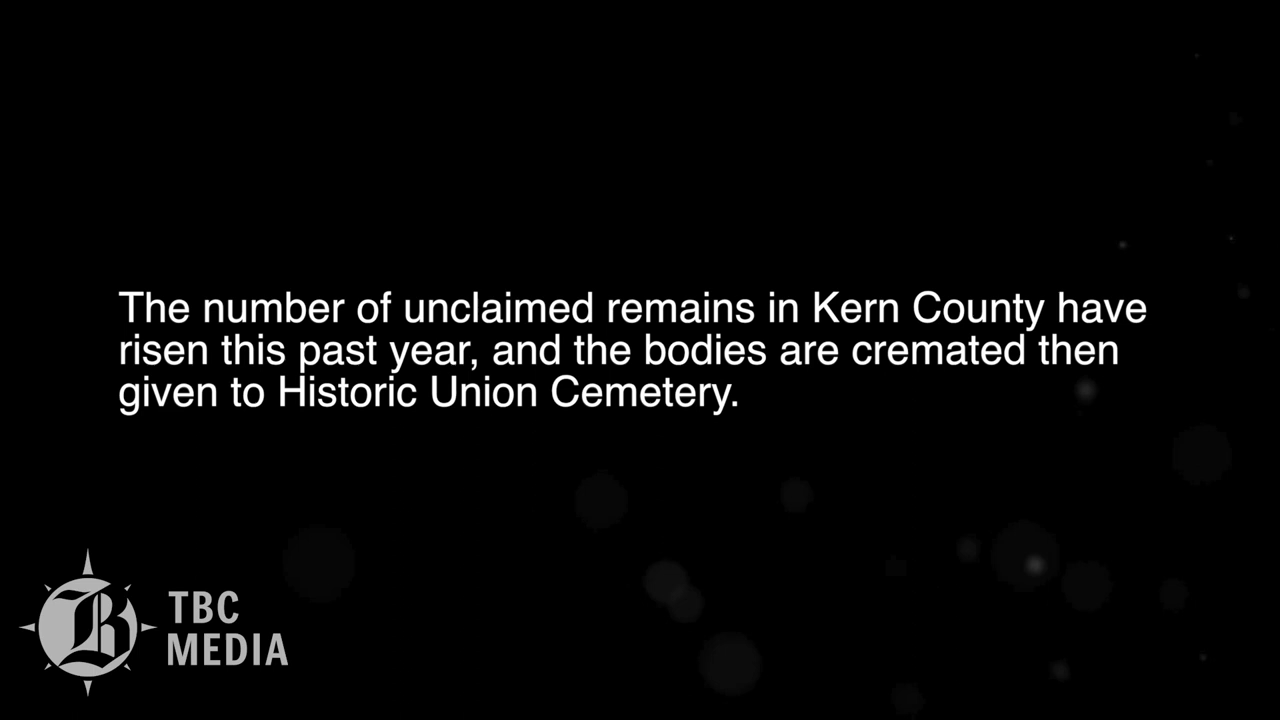 The number of unclaimed remains in Kern County have
risen this past year, and the bodies are cremated then
given to Historic Union Cemetery.
B
TBC
MEDIA